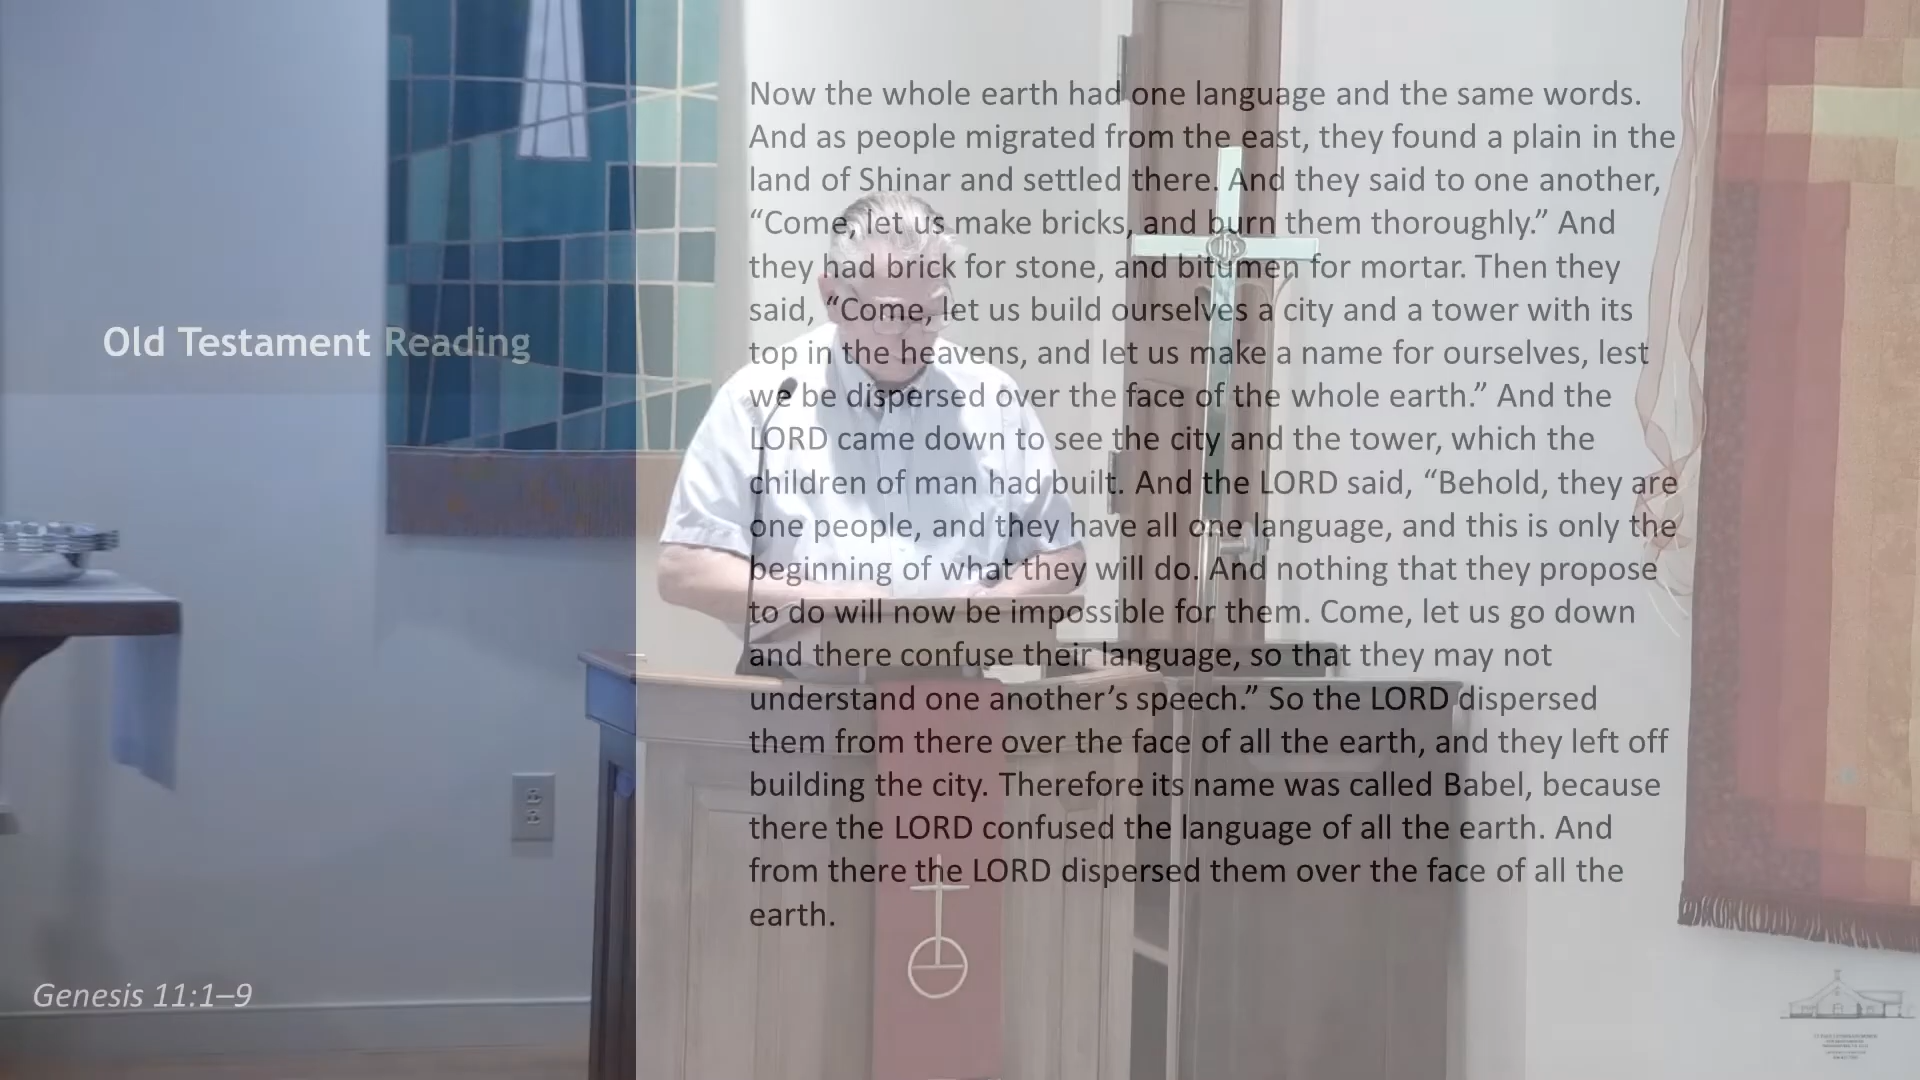 Old Testament Reading
Now the whole earth had one language and the same words.
And as people migrated from the east, they found a plain in the
land of Shinar and settled there. And they said to one another,
“Come, let us make bricks, and burn them thoroughly.” And
they had brick for stone, and bitumen for mortar. Then they
said, “Come, let us build ourselves a city and a tower with its
top in the heavens, and let us make a name for ourselves, lest
we be dispersed over the face of the whole earth.” And the
LORD came down to see the city and the tower, which the
children of man had built. And the LORD said, “Behold, they are
one people, and they have all one language, and this is only the
beginning of what they will do. And nothing that they propose
to do will now be impossible for them. Come, let us go down
and there confuse their language, so that they may not
understand one another’s speech.” So the LORD dispersed
them from there over the face of all the earth, and they left off
building the city. Therefore its name was called Babel, because
there the LORD confused the language of all the earth. And
from there the LORD dispersed them over the face of all the
earth.
Genesis 11:1–9
ihs